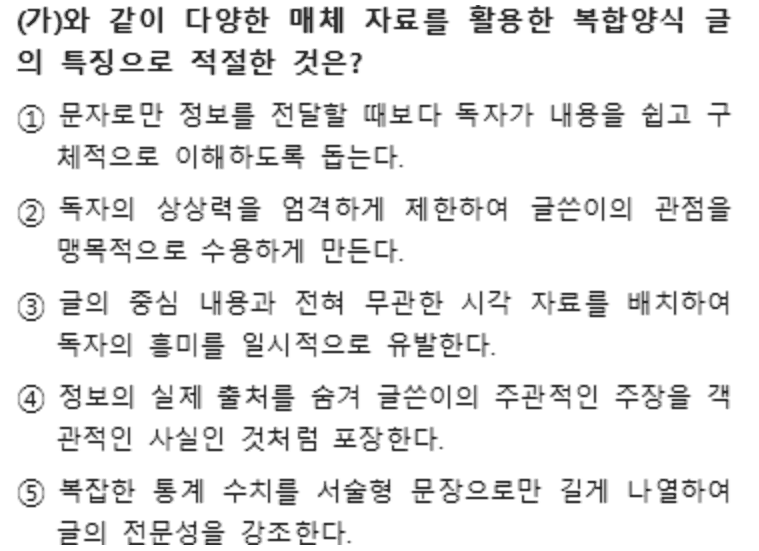 (가)와 같이 다양한 매체 자료를 활용한 복합양식 글
의 특징으로 적절한 것은?
① 문자로만 정보를 전달할 때보다 독자가 내용을 쉽고 구
체적으로 이해하도록 돕는다.
② 독자의 상상력을 엄격하게 제한하여 글쓴이의 관점을
맹목적으로 수용하게 만든다.
③ 글의 중심 내용과 전혀 무관한 시각 자료를 배치하여
독자의 흥미를 일시적으로 유발한다.
④ 정보의 실제 출처를 숨겨 글쓴이의 주관적인 주장을 객
관적인 사실인 것처럼 포장한다.
⑤ 복잡한 통계 수치를 서술형 문장으로만 길게 나열하여
글의 전문성을 강조한다.